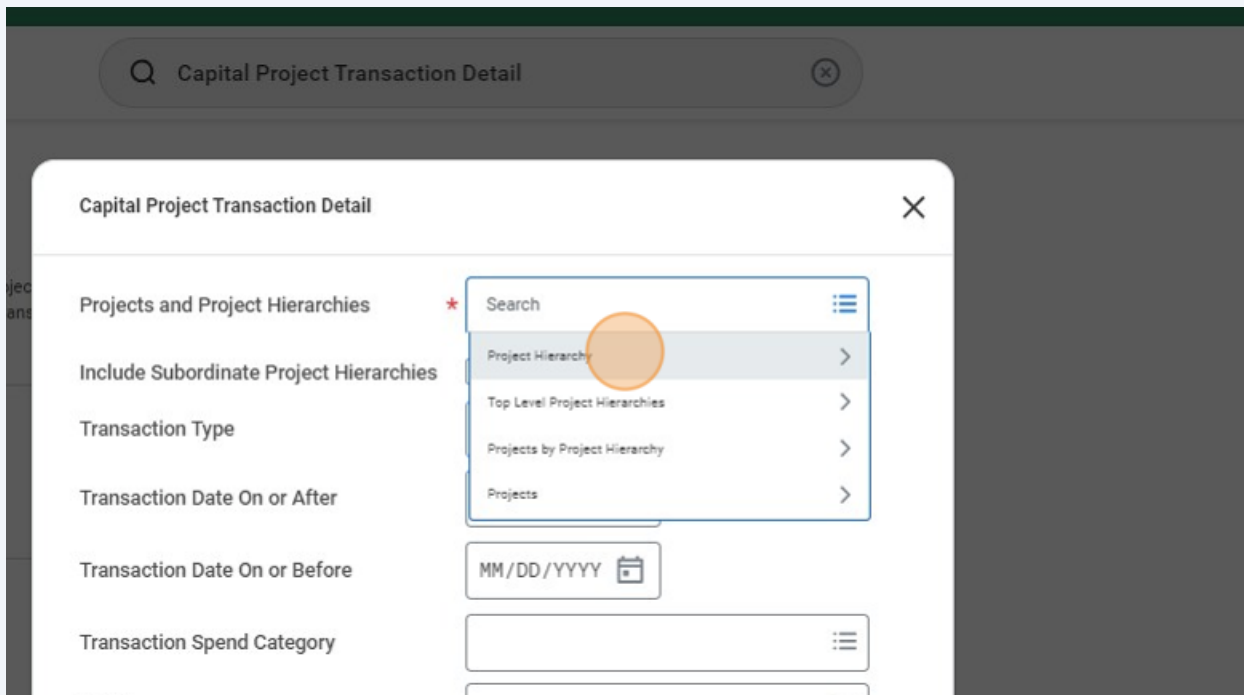 Capital Project Transaction Detail
Capital Project Transaction Detail
Projects and Project Hierarchies * Search
Project Hierarchy
Include Subordinate Project Hierarchies
Top Level Project Hierarchies
Transaction Type
Projects by Project Hierarchy
Transaction Date On or After
Projects
Transaction Date On or Before MM/DD/YYYY
Transaction Spend Category